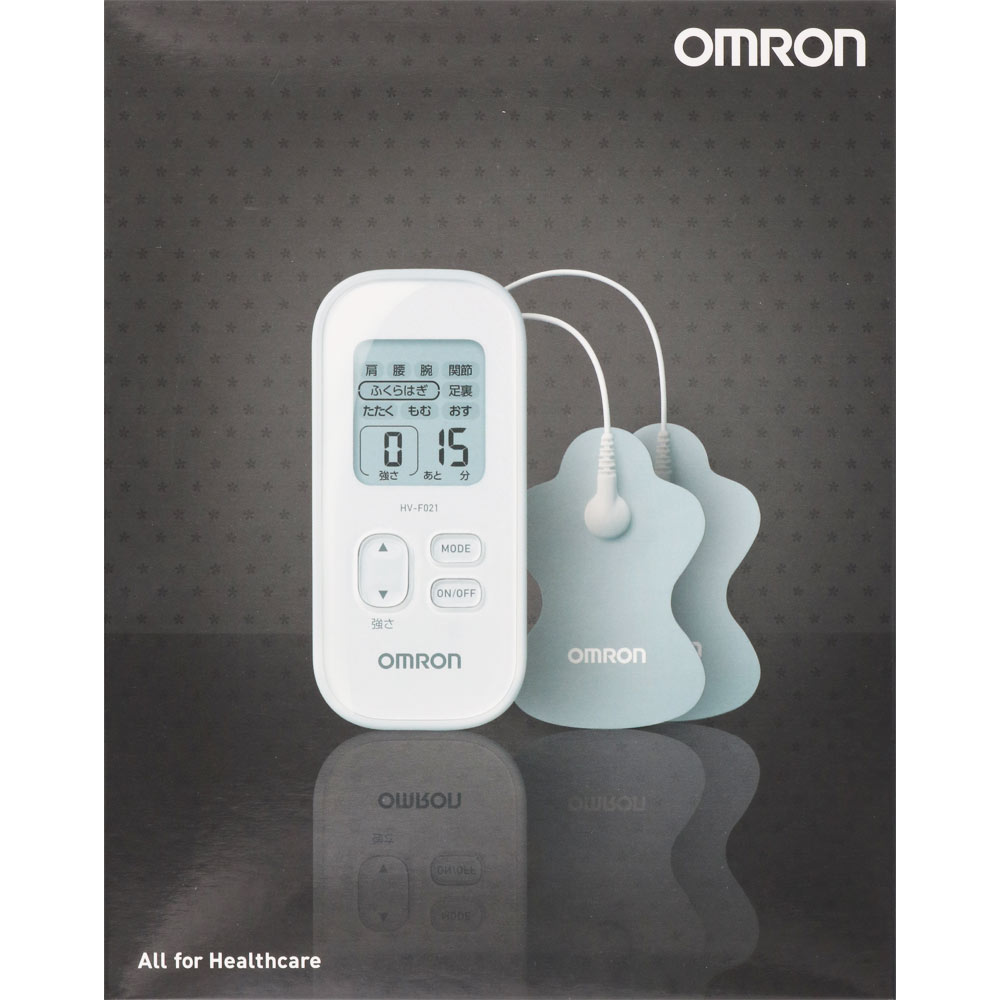 OMRON
肩 腰 腕 関節
ふくらはぎ 足裏
たたく もむ おす
0 15
強さ あと 分
HV-F021
▲ MODE
▼ ON/OFF
強さ
OMRON
OMRON
All for Healthcare